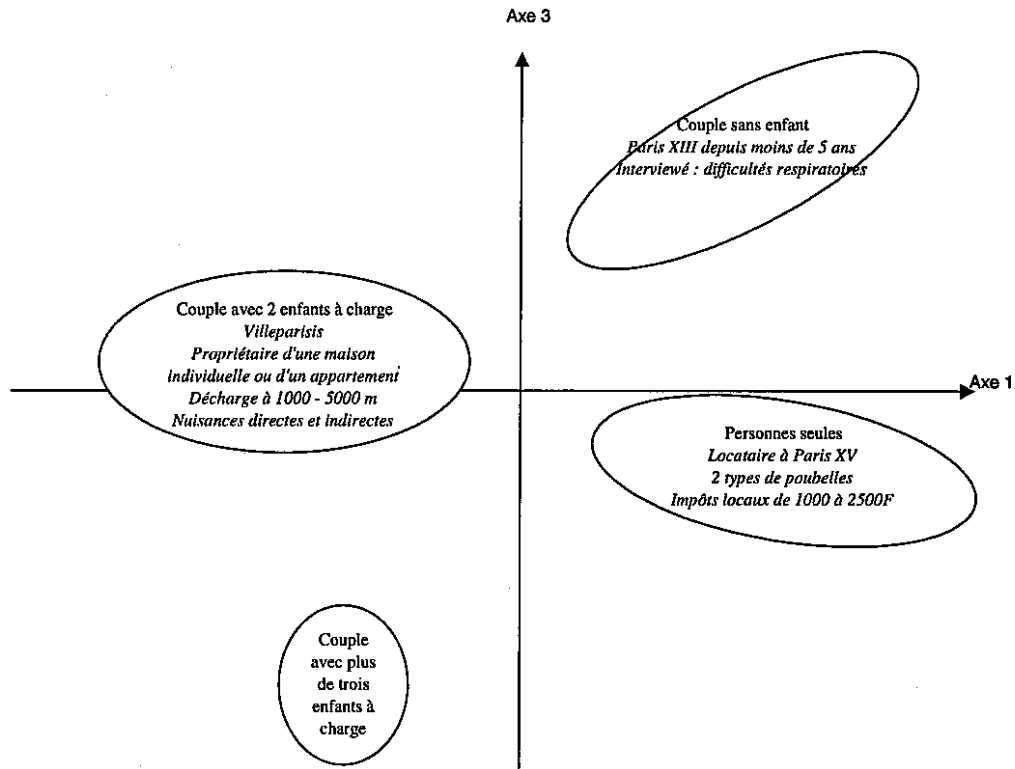 Axe 3
Couple sans enfant
Paris XIII depuis moins de 5 ans
Interviewé : difficultés respiratoires
Couple avec 2 enfants à charge
Villeparisis
Propriétaire d'une maison
individuelle ou d'un appartement
Décharge à 1000 - 5000 m
Nuisances directes et indirectes
Axe 1
Personnes seules
Locataire à Paris XV
2 types de poubelles
Impôts locaux de 1000 à 2500F
Couple
avec plus
de trois
enfants à
charge